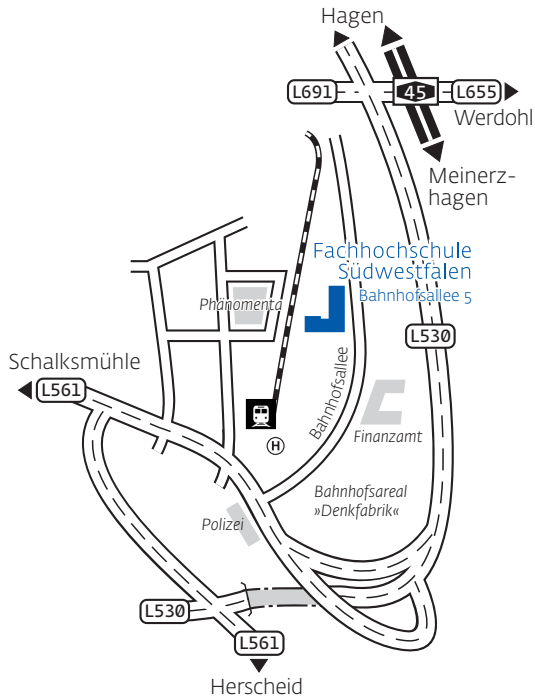 Hagen
L691
45
L655
Werdohl
Meinerz-
hagen
Fachhochschule
Südwestfalen
Bahnhofsallee 5
Phänomenta
L530
Schalksmühle
L561
Bahnhofsallee
Finanzamt
H
Bahnhofsareal
»Denkfabrik«
Polizei
L530
L561
Herscheid